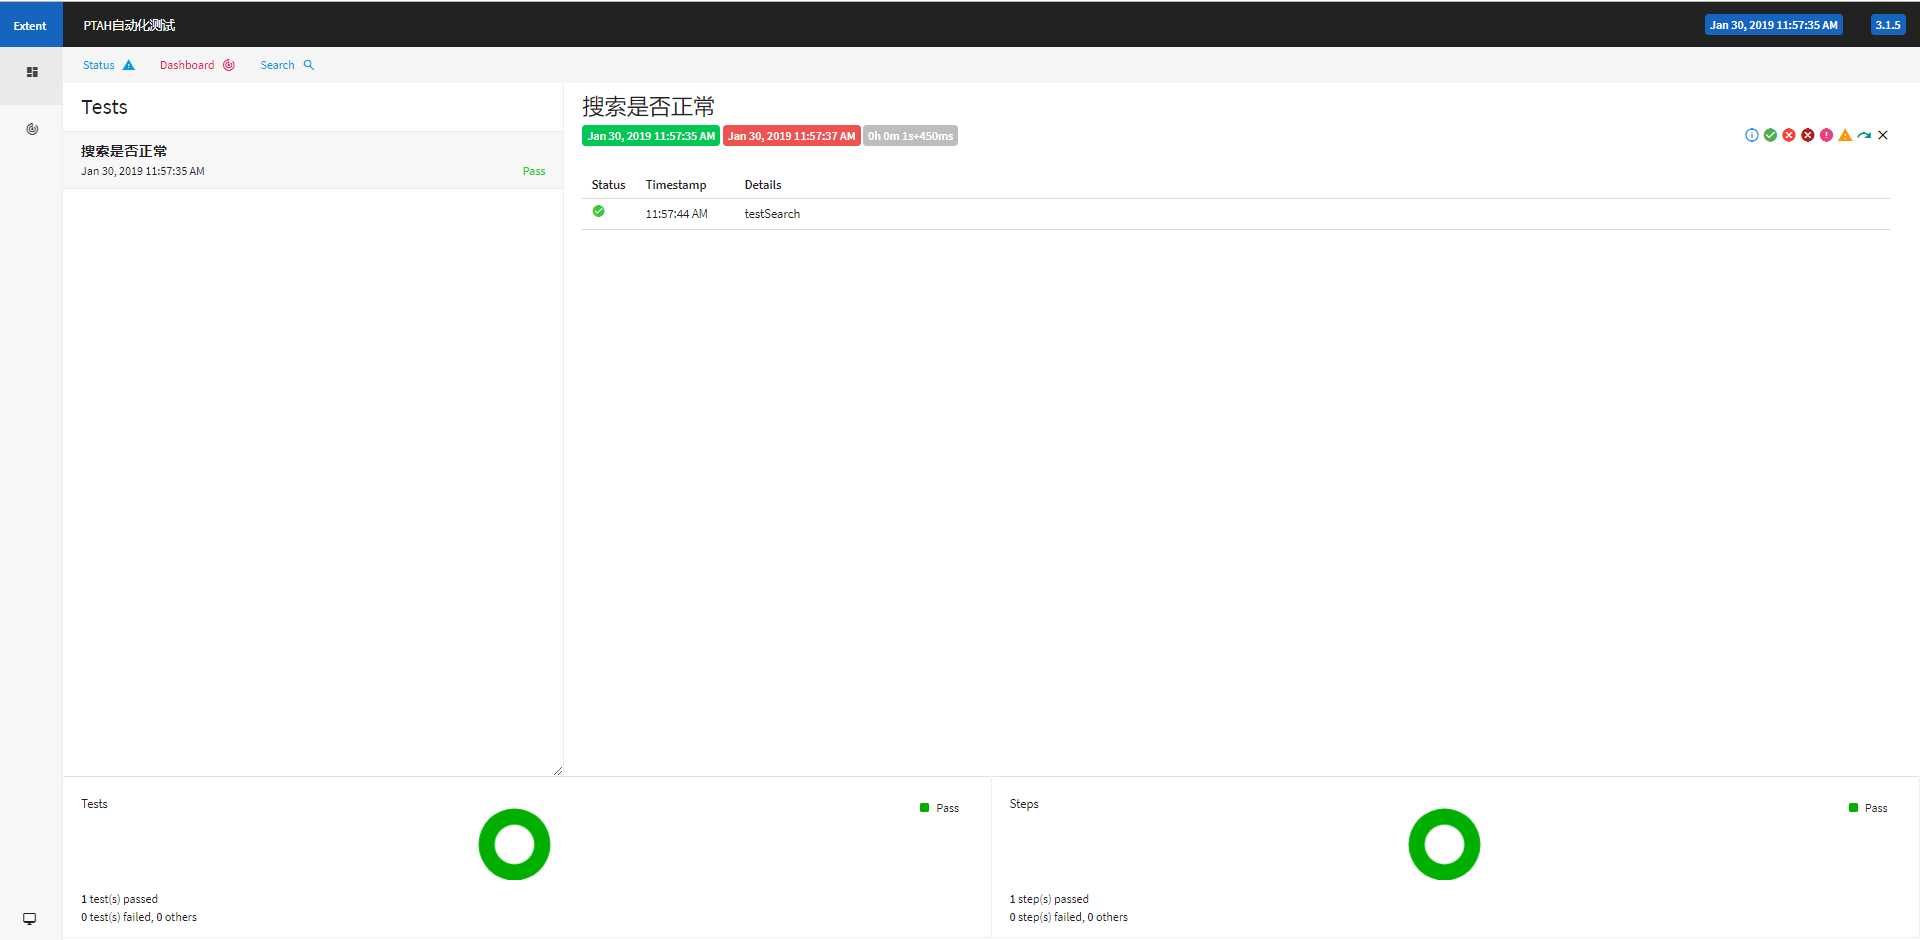 Extent PTAH自动化测试 Jan 30, 2019 11:57:35 AM 3.1.5
Status Dashboard Search
Tests
搜索是否正常
Jan 30, 2019 11:57:35 AM Pass
搜索是否正常
Jan 30, 2019 11:57:35 AM Jan 30, 2019 11:57:37 AM 0h 0m 1s+450ms
Status Timestamp Details
11:57:44 AM testSearch
Tests
Pass
1 test(s) passed
0 test(s) failed, 0 others
Steps
Pass
1 step(s) passed
0 step(s) failed, 0 others